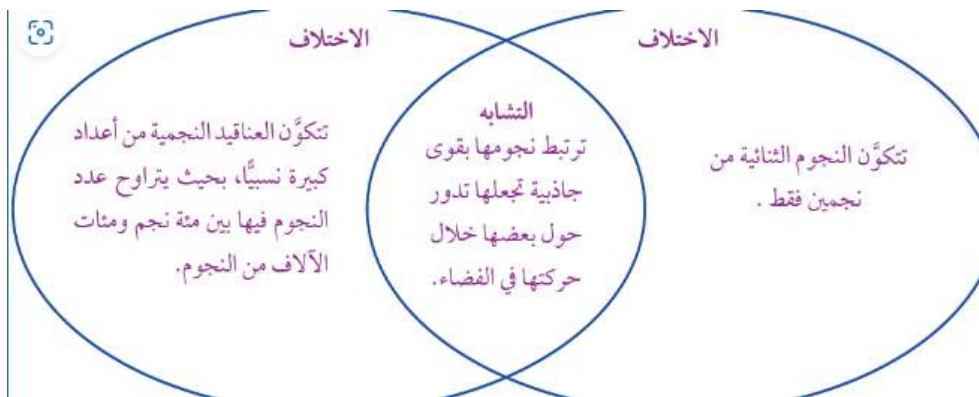 الاختلاف
تتكوَّن النجوم الثنائية من
نجمين فقط .
التشابه
ترتبط نجومها بقوى
جاذبية تجعلها تدور
حول بعضها خلال
حركتها في الفضاء.
الاختلاف
تتكوَّن العناقيد النجمية من أعداد
كبيرة نسبيًّا، بحيث يتراوح عدد
النجوم فيها بين مئة نجم ومئات
الآلاف من النجوم.